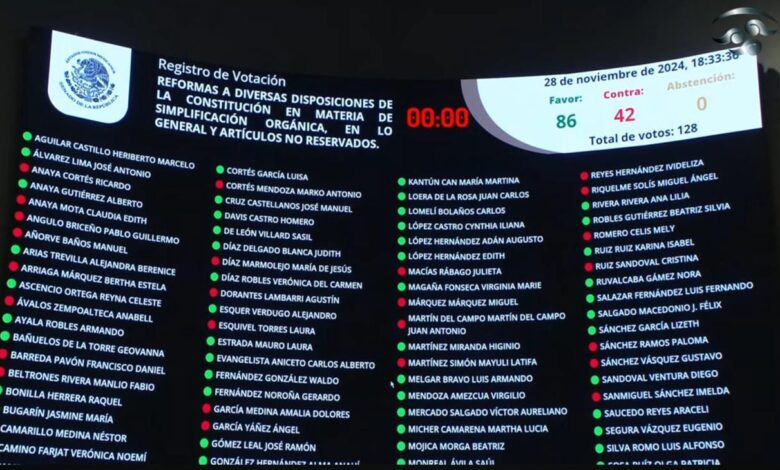 Registro de Votación
REFORMAS A DIVERSAS DISPOSICIONES DE
LA CONSTITUCIÓN EN MATERIA DE
SIMPLIFICACIÓN ORGÁNICA, EN LO
GENERAL Y ARTÍCULOS NO RESERVADOS.
00:00
28 de noviembre de 2024, 18:33:36
Favor:
86
Contra:
42
Abstención:
0
Total de votos: 128
AGUILAR CASTILLO HERIBERTO MARCELO
ÁLVAREZ LIMA JOSÉ ANTONIO
ANAYA CORTÉS RICARDO
ANAYA GUTIÉRREZ ALBERTO
ANAYA MOTA CLAUDIA EDITH
ANGULO BRICEÑO PABLO GUILLERMO
AÑORVE BAÑOS MANUEL
ARIAS TREVILLA ALEJANDRA BERENICE
ARRIAGA MÁRQUEZ BERTHA ESTELA
ASCENCIO ORTEGA REYNA CELESTE
ÁVALOS ZEMPOALTECA ANABELL
AYALA ROBLES ARMANDO
BAÑUELOS DE LA TORRE GEOVANNA
BARREDA PAVÓN FRANCISCO DANIEL
BELTRONES RIVERA MANLIO FABIO
BONILLA HERRERA RAQUEL
BUGARÍN JASMINE MARÍA
CAMARILLO MEDINA NÉSTOR
CAMINO FARJAT VERÓNICA NOEMÍ
CORTÉS GARCÍA LUISA
CORTÉS MENDOZA MARKO ANTONIO
CRUZ CASTELLANOS JOSÉ MANUEL
DAVIS CASTRO HOMERO
DE LEÓN VILLARD SASIL
DÍAZ DELGADO BLANCA JUDITH
DÍAZ MARMOLEJO MARÍA DE JESÚS
DÍAZ ROBLES VERÓNICA DEL CARMEN
DORANTES LAMBARRI AGUSTÍN
ESQUER VERDUGO ALEJANDRO
ESQUIVEL TORRES LAURA
ESTRADA MAURO LAURA
EVANGELISTA ANICETO CARLOS ALBERTO
FERNÁNDEZ GONZÁLEZ WALDO
FERNÁNDEZ NOROÑA GERARDO
GARCÍA MEDINA AMALIA DOLORES
GARCÍA YÁÑEZ ÁNGEL
GÓMEZ LEAL JOSÉ RAMÓN
GONZÁLEZ HERNÁNDEZ ALMA ANAHÍ
KANTÚN CAN MARÍA MARTINA
LOERA DE LA ROSA JUAN CARLOS
LOMELÍ BOLAÑOS CARLOS
LÓPEZ CASTRO CYNTHIA ILIANA
LÓPEZ HERNÁNDEZ ADÁN AUGUSTO
LÓPEZ HERNÁNDEZ EDITH
MACÍAS RÁBAGO JULIETA
MAGAÑA FONSECA VIRGINIA MARIE
MÁRQUEZ MÁRQUEZ MIGUEL
MARTÍN DEL CAMPO MARTÍN DEL CAMPO
JUAN ANTONIO
MARTÍNEZ MIRANDA HIGINIO
MARTÍNEZ SIMÓN MAYULI LATIFA
MELGAR BRAVO LUIS ARMANDO
MENDOZA AMEZCUA VIRGILIO
MERCADO SALGADO VÍCTOR AURELIANO
MICHER CAMARENA MARTHA LUCIA
MOJICA MORGA BEATRIZ
MONREAL ÁVILA SAÚL
REYES HERNÁNDEZ IVIDELIZA
RIQUELME SOLÍS MIGUEL ÁNGEL
RIVERA RIVERA ANA LILIA
ROBLES GUTIÉRREZ BEATRIZ SILVIA
ROMERO CELIS MELY
RUIZ RUIZ KARINA ISABEL
RUIZ SANDOVAL CRISTINA
RUVALCABA GÁMEZ NORA
SALAZAR FERNÁNDEZ LUIS FERNANDO
SALGADO MACEDONIO J. FÉLIX
SÁNCHEZ GARCÍA LIZETH
SÁNCHEZ RAMOS PALOMA
SÁNCHEZ VÁSQUEZ GUSTAVO
SANDOVAL VENTURA DIEGO
SANMIGUEL SÁNCHEZ IMELDA
SAUCEDO REYES ARACELI
SEGURA VÁZQUEZ EUGENIO
SILVA ROMO LUIS ALFONSO